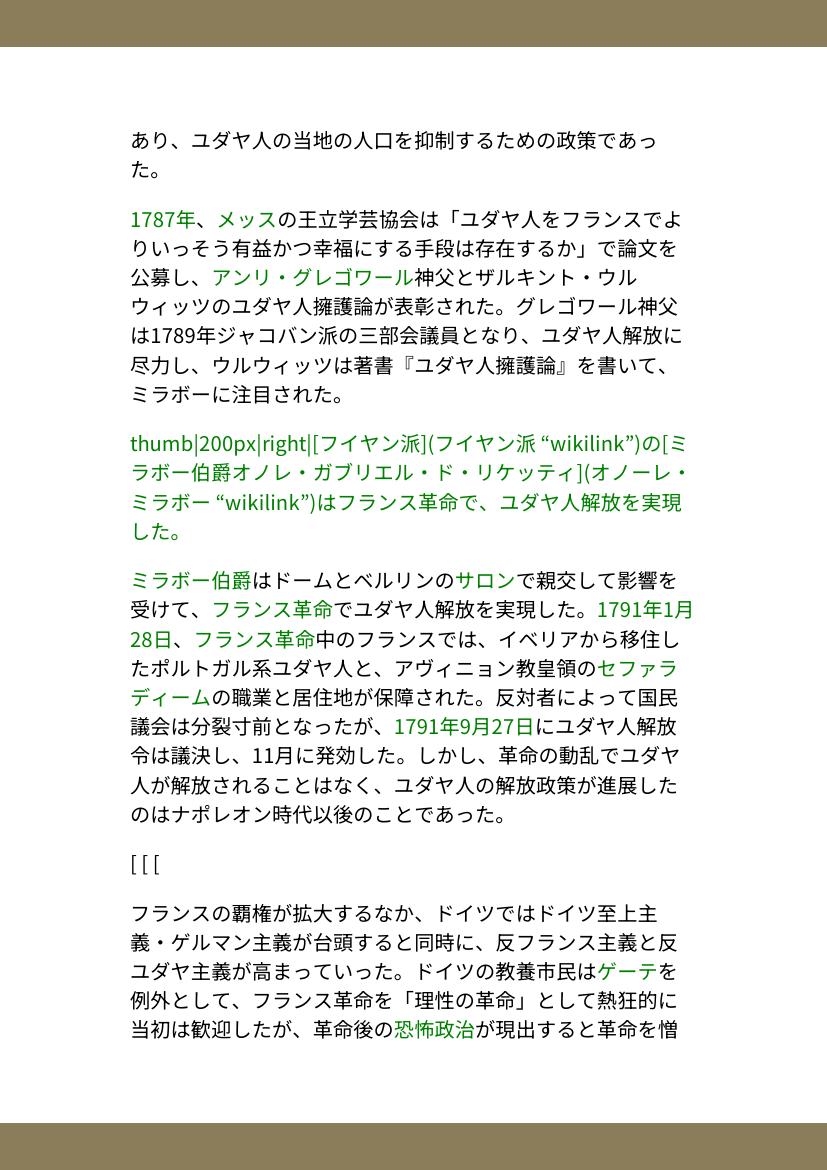 あり、ユダヤ人の当地の人口を抑制するための政策であっ
た。
1787年、メッスの王立学芸協会は「ユダヤ人をフランスでよ
りいっそう有益かつ幸福にする手段は存在するか」で論文を
公募し、アンリ・グレゴワール神父とザルキント・ウル
ウィッツのユダヤ人擁護論が表彰された。グレゴワール神父
は1789年ジャコバン派の三部会議員となり、ユダヤ人解放に
尽力し、ウルウィッツは著書『ユダヤ人擁護論』を書いて、
ミラボーに注目された。
thumb|200px|right|[フイヤン派](フイヤン派 “wikilink”)の[ミ
ラボー伯爵オノレ・ガブリエル・ド・リケッティ](オノーレ・
ミラボー “wikilink”)はフランス革命で、ユダヤ人解放を実現
した。
ミラボー伯爵はドームとベルリンのサロンで親交して影響を
受けて、フランス革命でユダヤ人解放を実現した。1791年1月
28日、フランス革命中のフランスでは、イベリアから移住し
たポルトガル系ユダヤ人と、アヴィニョン教皇領のセファラ
ディームの職業と居住地が保障された。反対者によって国民
議会は分裂寸前となったが、1791年9月27日にユダヤ人解放
令は議決し、11月に発効した。しかし、革命の動乱でユダヤ
人が解放されることはなく、ユダヤ人の解放政策が進展した
のはナポレオン時代以後のことであった。
[ [ [
フランスの覇権が拡大するなか、ドイツではドイツ至上主
義・ゲルマン主義が台頭すると同時に、反フランス主義と反
ユダヤ主義が高まっていった。ドイツの教養市民はゲーテを
例外として、フランス革命を「理性の革命」として熱狂的に
当初は歓迎したが、革命後の恐怖政治が現出すると革命を憎